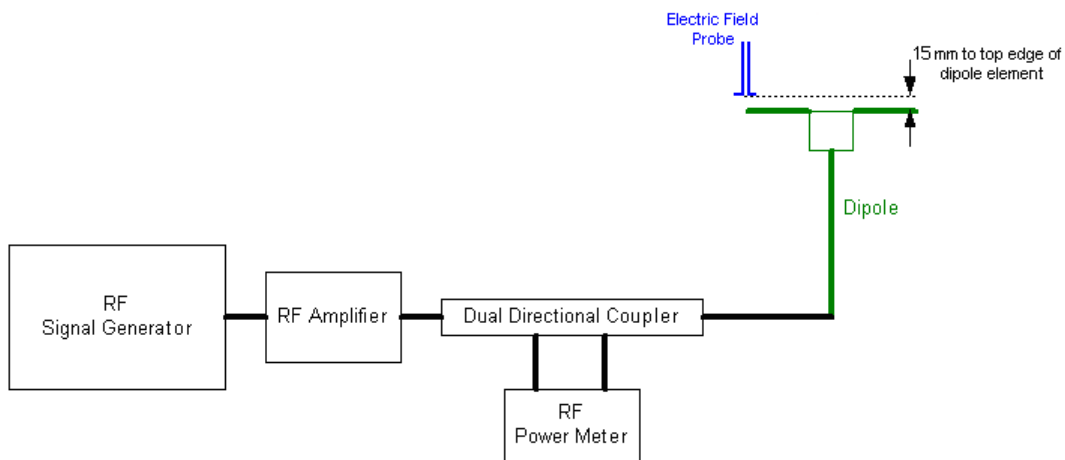 Electric Field
Probe
15 mm to top edge of
dipole element
Dipole
RF
Signal Generator
RF Amplifier
Dual Directional Coupler
RF
Power Meter